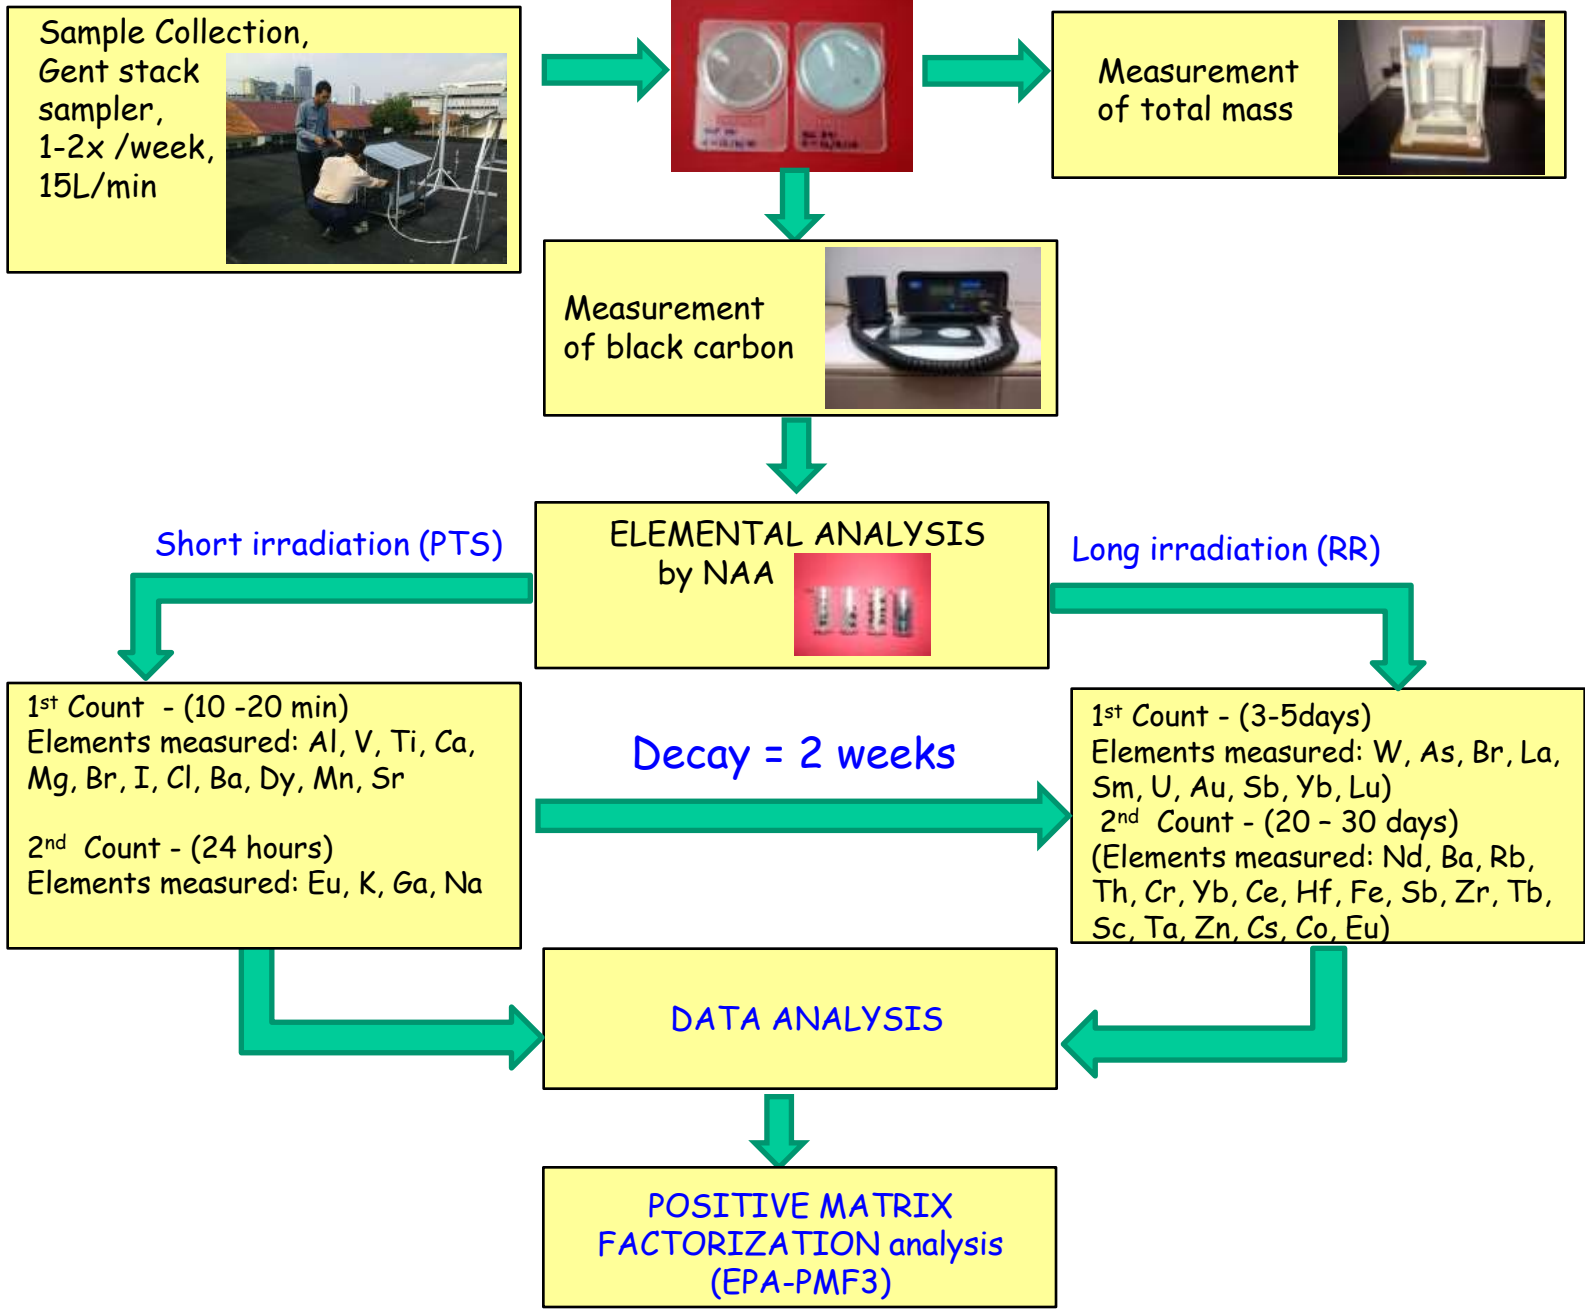 Sample Collection,
Gent stack
sampler,
1-2x /week,
15L/min
Measurement
of total mass
Measurement
of black carbon
ELEMENTAL ANALYSIS
by NAA
Short irradiation (PTS)
Long irradiation (RR)
1st Count - (10 -20 min)
Elements measured: Al, V, Ti, Ca,
Mg, Br, I, Cl, Ba, Dy, Mn, Sr
2nd Count - (24 hours)
Elements measured: Eu, K, Ga, Na
Decay = 2 weeks
1st Count - (3-5days)
Elements measured: W, As, Br, La,
Sm, U, Au, Sb, Yb, Lu)
2nd Count - (20 – 30 days)
(Elements measured: Nd, Ba, Rb,
Th, Cr, Yb, Ce, Hf, Fe, Sb, Zr, Tb,
Sc, Ta, Zn, Cs, Co, Eu)
DATA ANALYSIS
POSITIVE MATRIX
FACTORIZATION analysis
(EPA-PMF3)